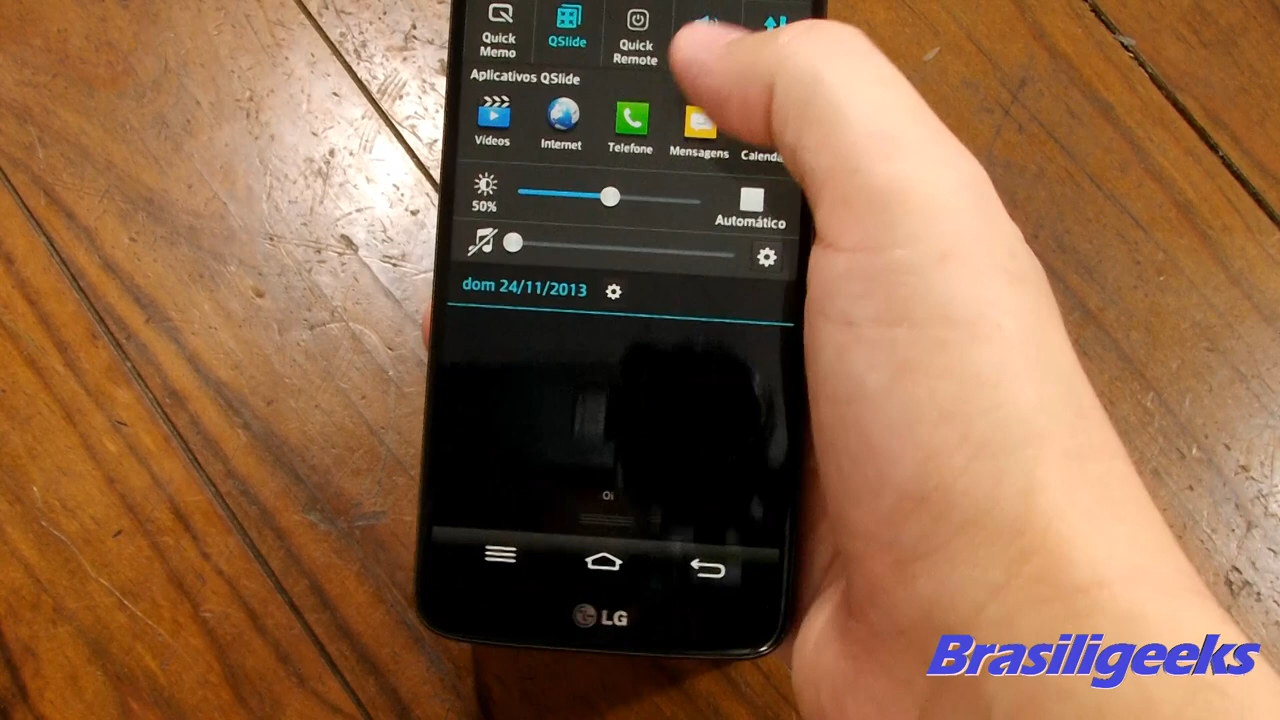 Quick Memo
QSlide
Quick Remote
Aplicativos QSlide
Vídeos
Internet
Telefone
Mensagens
50%
Automático
dom 24/11/2013
Oi
LG
Brasiligeeks